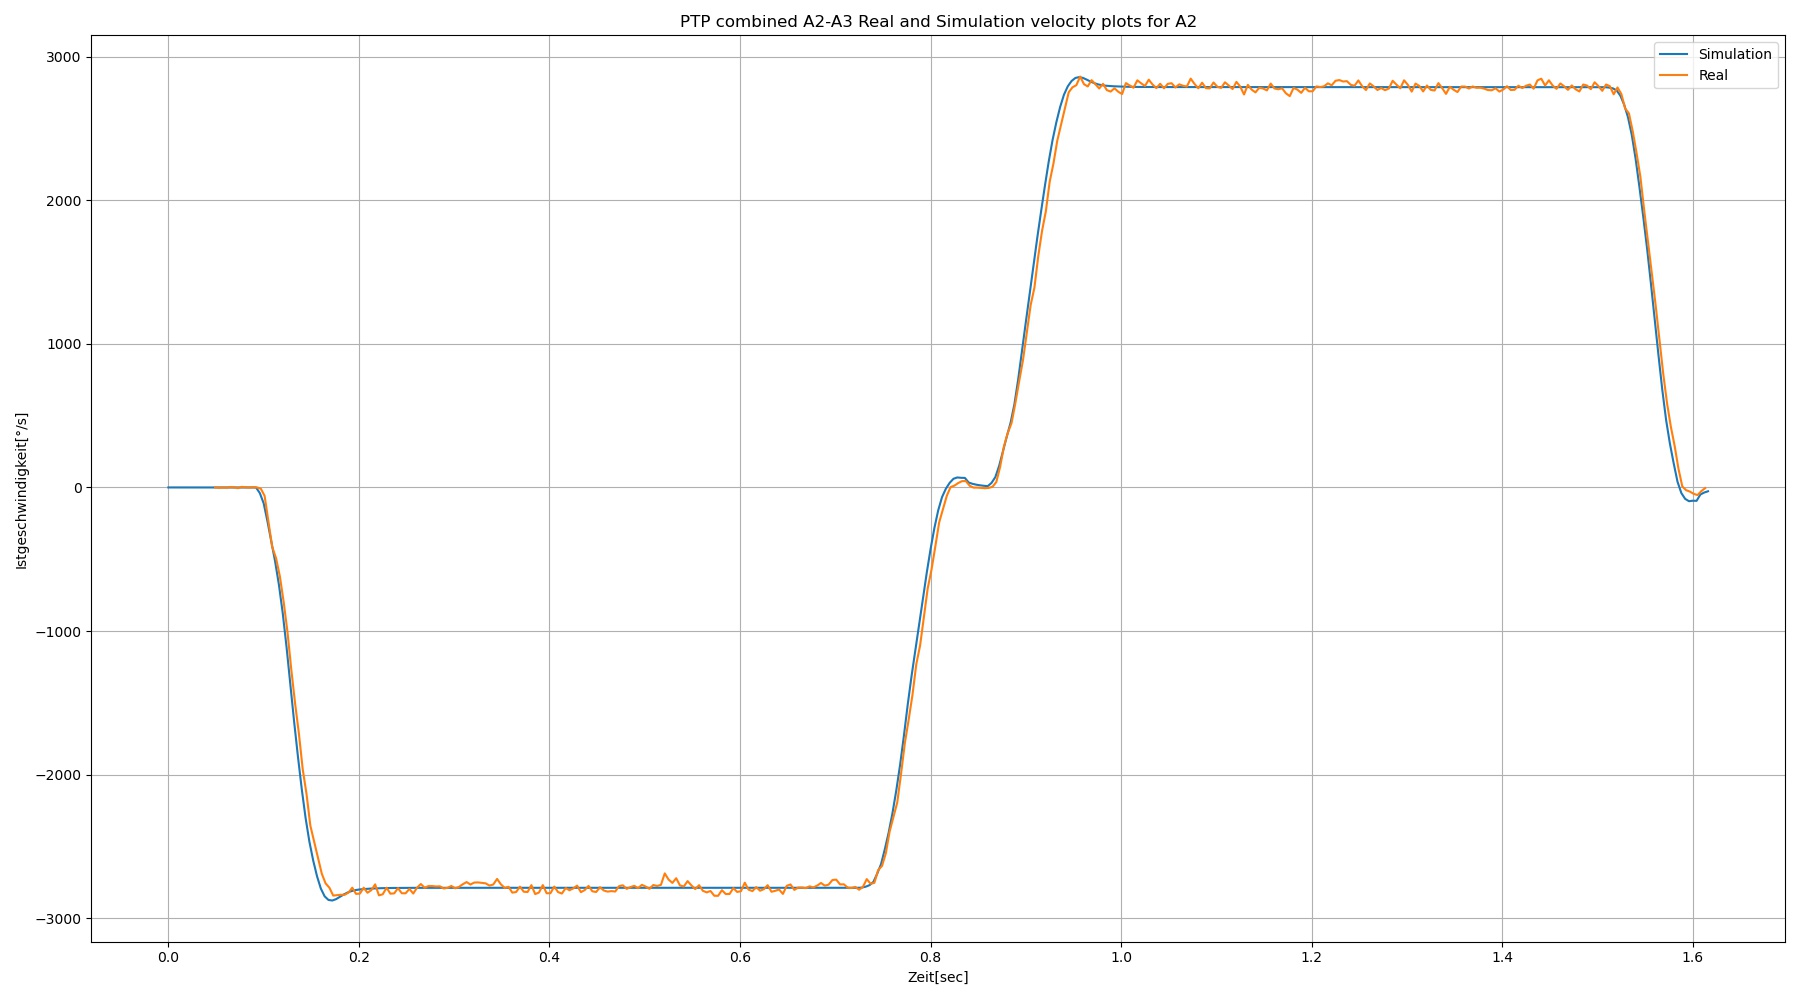 PTP combined A2-A3 Real and Simulation velocity plots for A2
Simulation
Real
3000
2000
1000
0
−1000
−2000
−3000
Istgeschwindigkeit[°/s]
0.0 0.2 0.4 0.6 0.8 1.0 1.2 1.4 1.6
Zeit[sec]